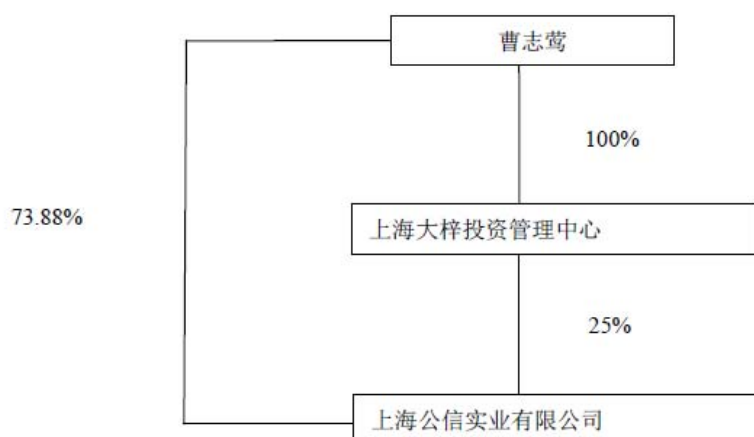 曹志莺
100%
73.88%
上海大梓投资管理中心
25%
上海公信实业有限公司